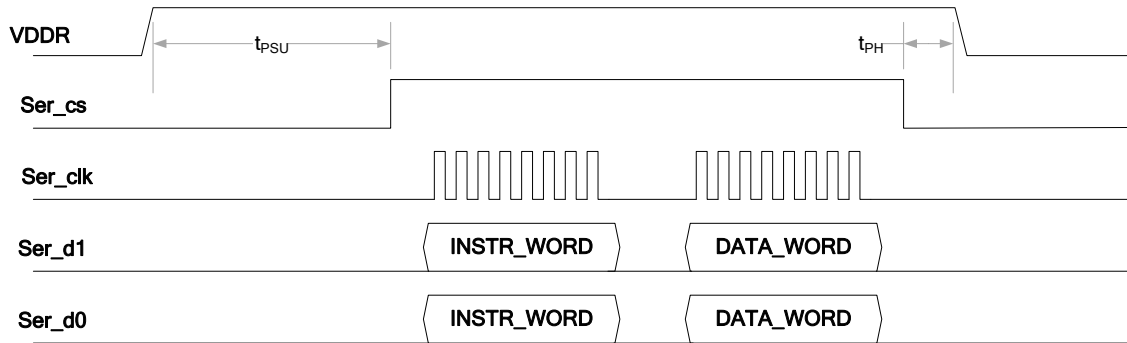 VDDR
tPSU
tPH
Ser_cs
Ser_clk
Ser_d1
INSTR_WORD
DATA_WORD
Ser_d0
INSTR_WORD
DATA_WORD